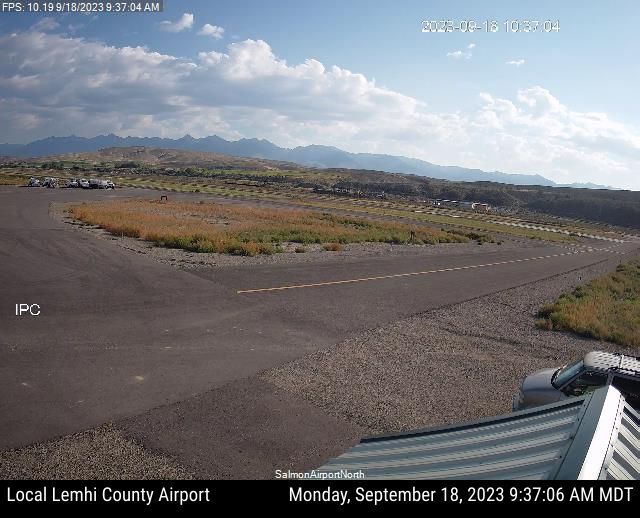 FPS: 10.19 9/18/2023 9:37:04 AM
2023-09-18 10:37:04
IPC
SalmonAirportNorth
Local Lemhi County Airport Monday, September 18, 2023 9:37:06 AM MDT